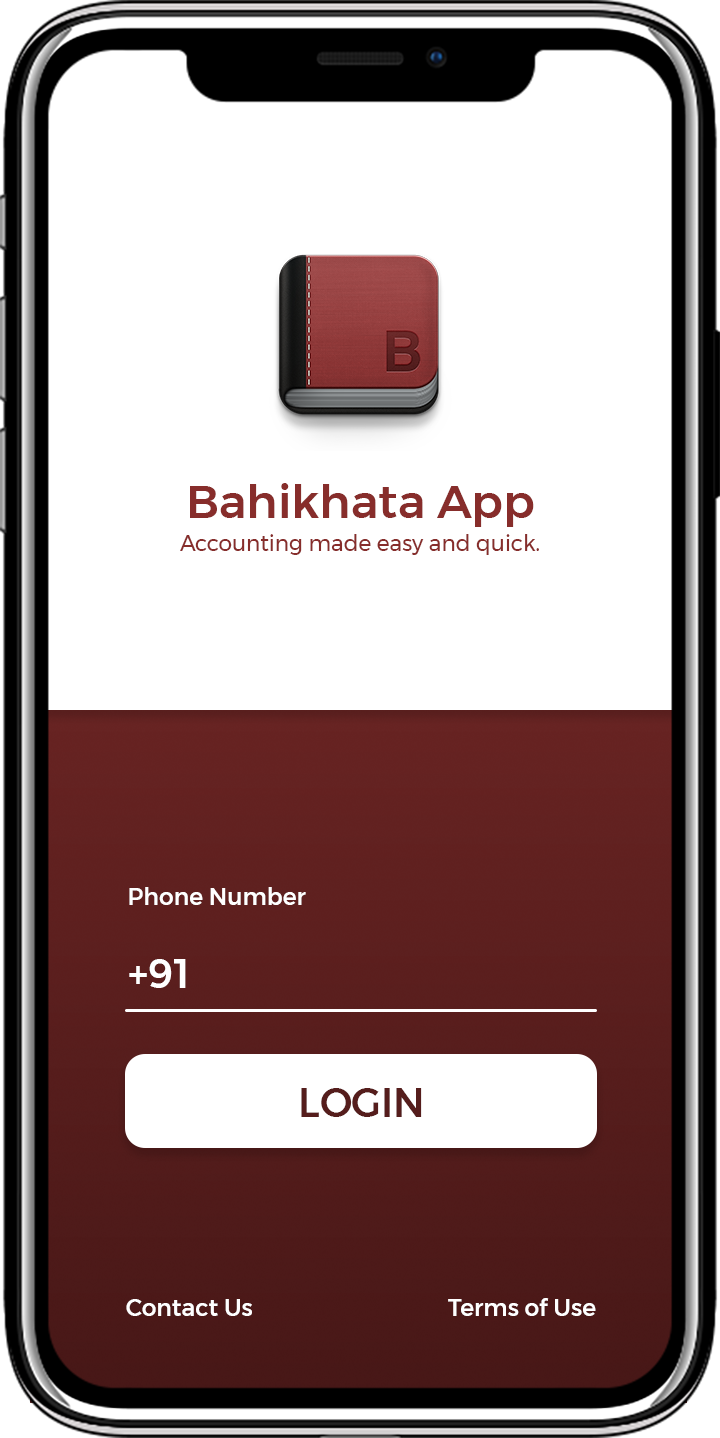 B
Bahikhata App
Accounting made easy and quick.
Phone Number
+91
LOGIN
Contact Us
Terms of Use